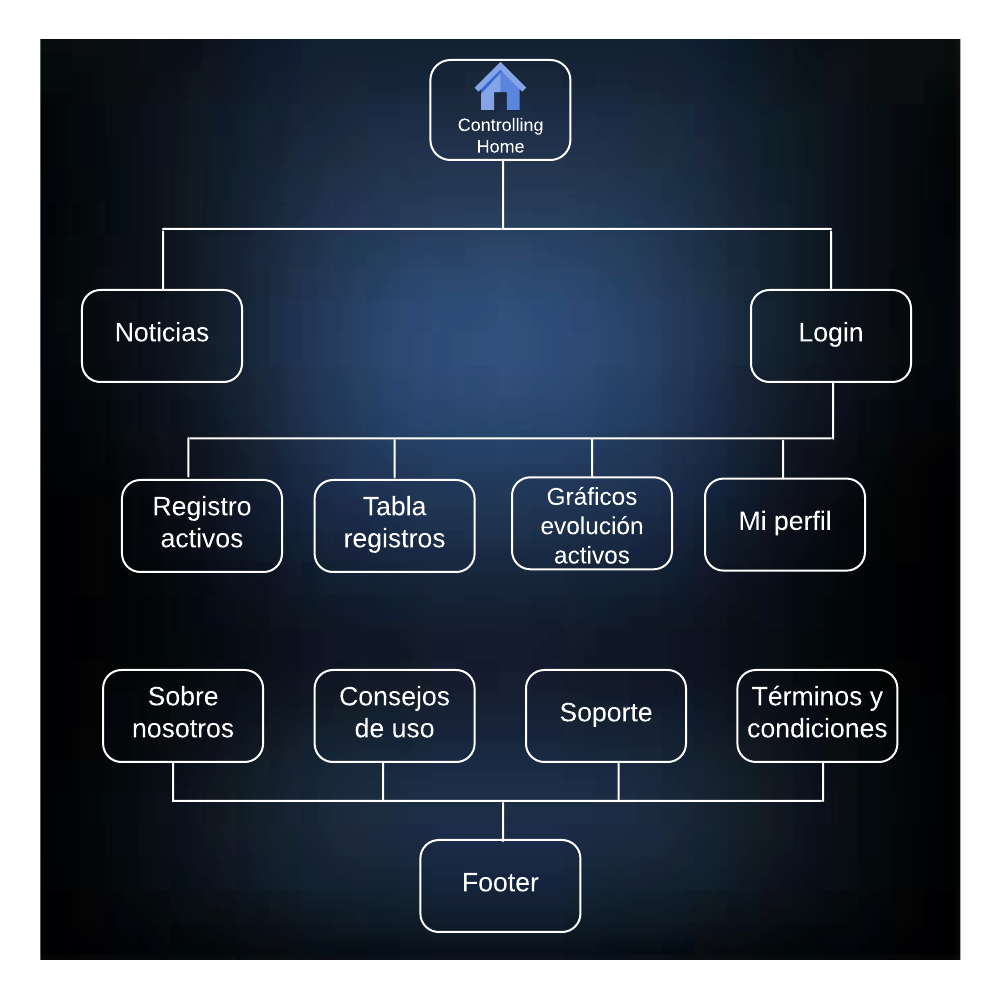 Controlling
Home
Noticias
Login
Registro
activos
Tabla
registros
Gráficos
evolución
activos
Mi perfil
Sobre
nosotros
Consejos
de uso
Soporte
Términos y
condiciones
Footer